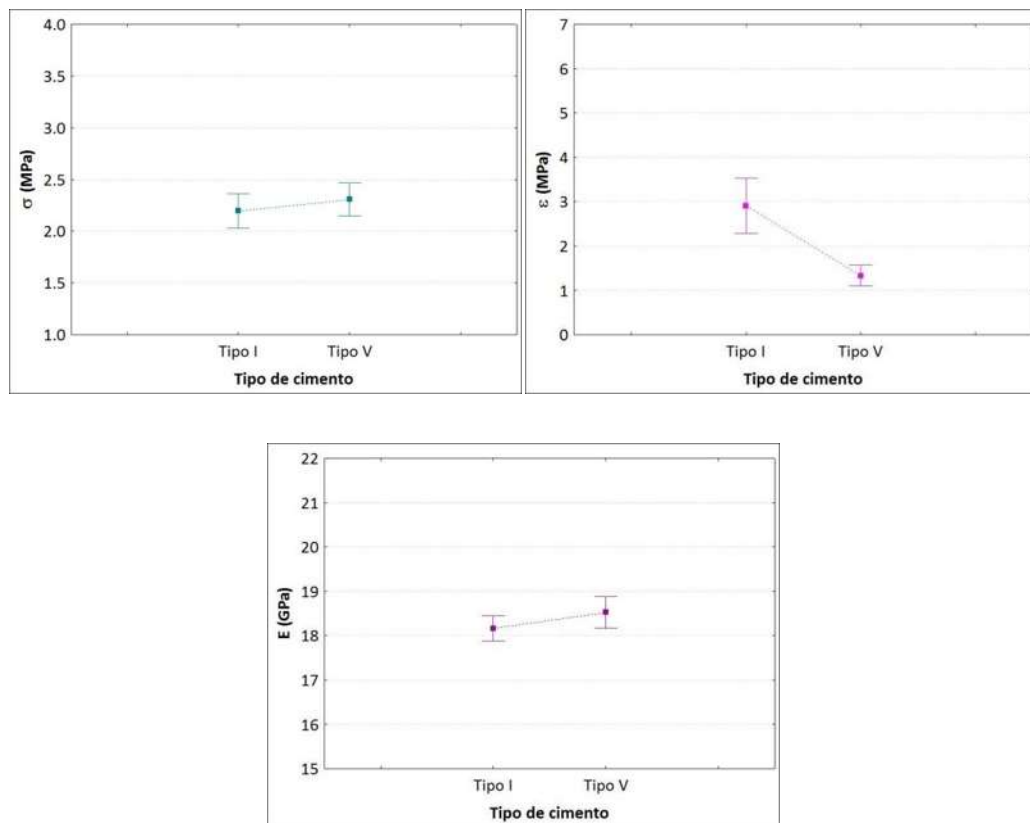 4.0
3.5
3.0
2.5
2.0
1.5
1.0
σ (MPa)
Tipo I Tipo V
Tipo de cimento
7
6
5
4
3
2
1
0
ε (MPa)
Tipo I Tipo V
Tipo de cimento
22
21
20
19
18
17
16
15
E (GPa)
Tipo I Tipo V
Tipo de cimento